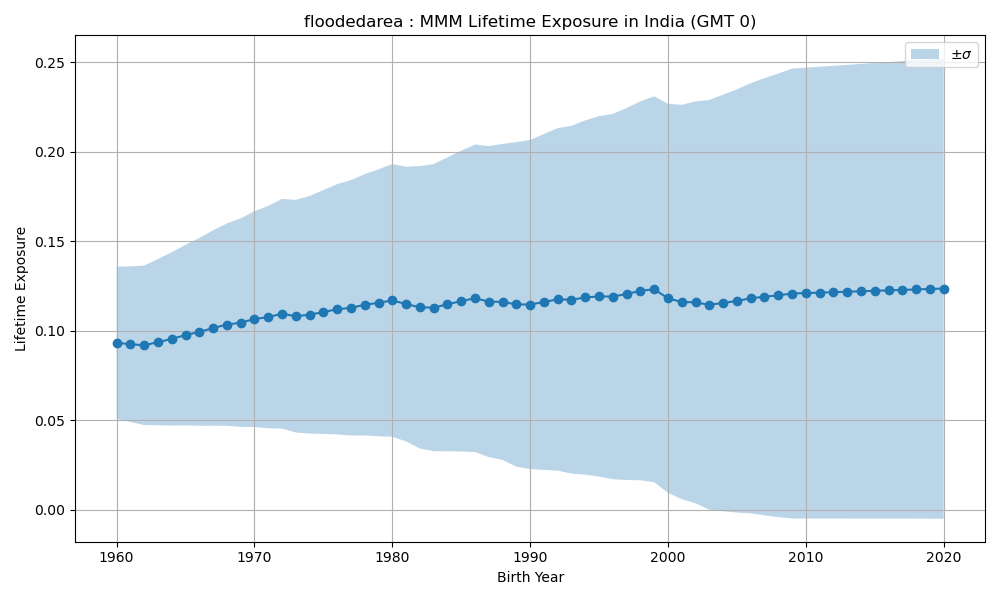 floodedarea : MMM Lifetime Exposure in India (GMT 0)
±σ
0.25
0.20
0.15
0.10
0.05
0.00
Lifetime Exposure
1960 1970 1980 1990 2000 2010 2020
Birth Year